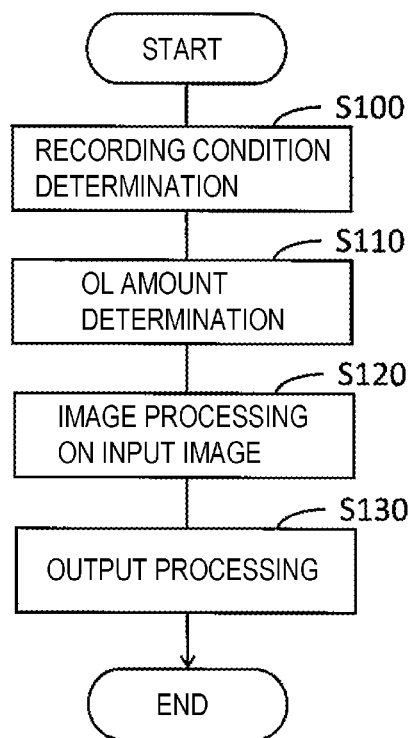 START
S100
RECORDING CONDITION
DETERMINATION
S110
OL AMOUNT
DETERMINATION
S120
IMAGE PROCESSING
ON INPUT IMAGE
S130
OUTPUT PROCESSING
END